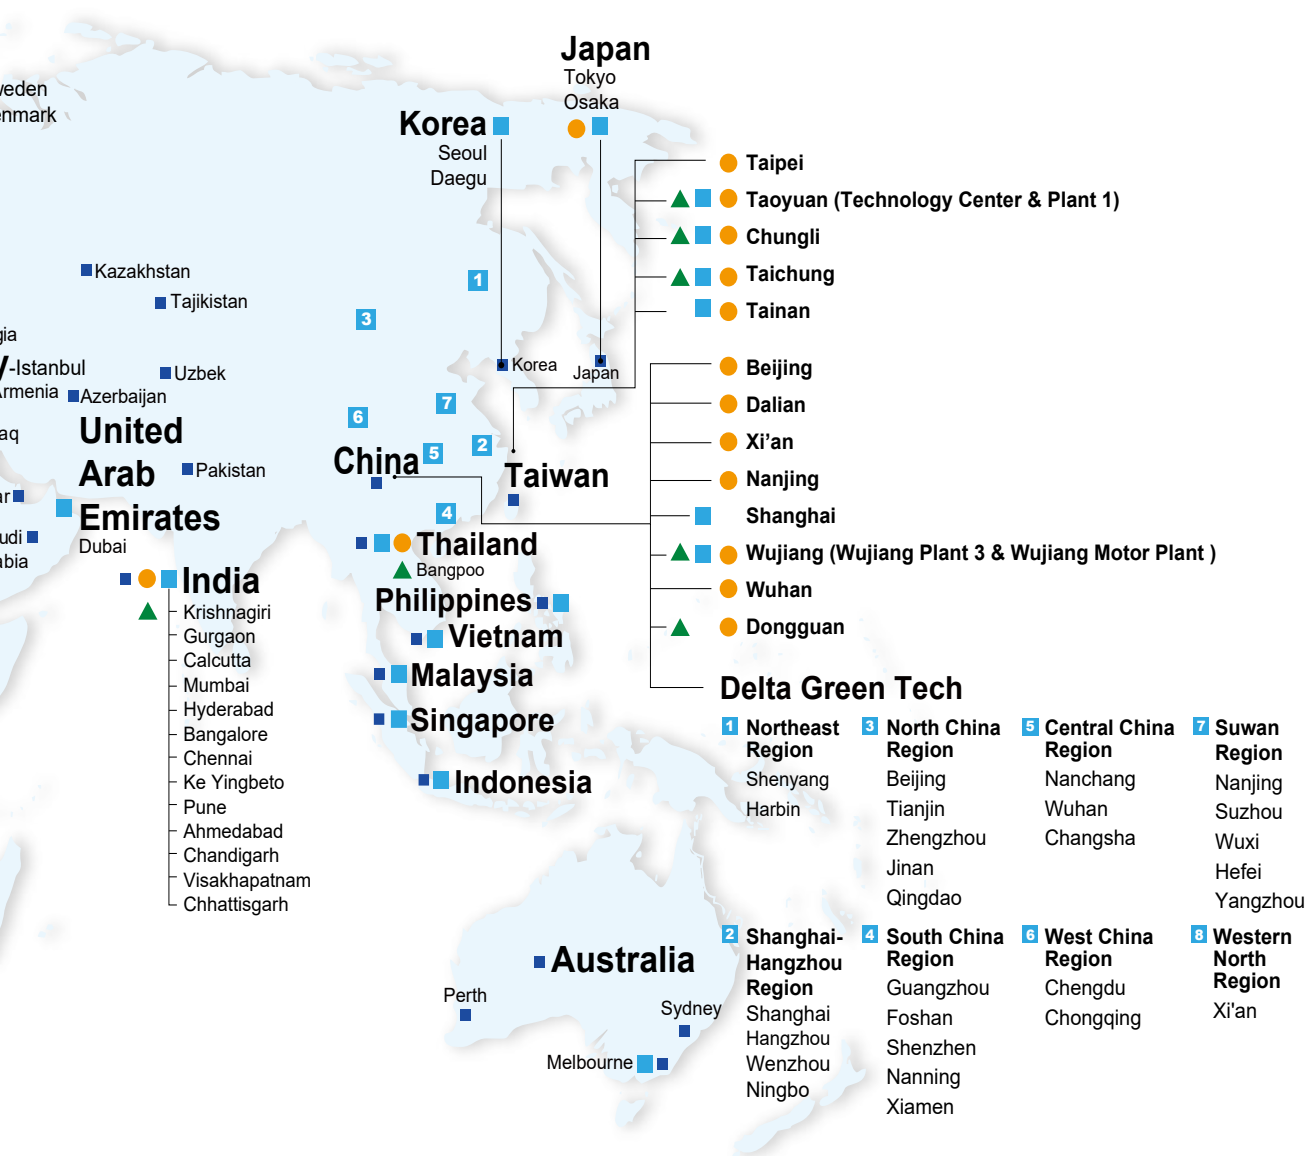 Japan
Tokyo
Osaka
Korea
Seoul
Daegu
weden
enmark
Kazakhstan
Tajikistan
gia
y-Istanbul
Armenia
Azerbaijan
Uzbek
aq
United
Arab
Emirates
Dubai
Pakistan
ar
udi
abia
1
3
7
6
2
5
4
Korea
Japan
China
Taiwan
Thailand
Bangpoo
Philippines
Vietnam
Malaysia
Singapore
Indonesia
India
Krishnagiri
Gurgaon
Calcutta
Mumbai
Hyderabad
Bangalore
Chennai
Ke Yingbeto
Pune
Ahmedabad
Chandigarh
Visakhapatnam
Chhattisgarh
Australia
Perth
Sydney
Melbourne
Taipei
Taoyuan (Technology Center & Plant 1)
Chungli
Taichung
Tainan
Beijing
Dalian
Xi’an
Nanjing
Shanghai
Wujiang (Wujiang Plant 3 & Wujiang Motor Plant )
Wuhan
Dongguan
Delta Green Tech
1 Northeast
Region
Shenyang
Harbin
3 North China
Region
Beijing
Tianjin
Zhengzhou
Jinan
Qingdao
5 Central China
Region
Nanchang
Wuhan
Changsha
7 Suwan
Region
Nanjing
Suzhou
Wuxi
Hefei
Yangzhou
2 Shanghai-
Hangzhou
Region
Shanghai
Hangzhou
Wenzhou
Ningbo
4 South China
Region
Guangzhou
Foshan
Shenzhen
Nanning
Xiamen
6 West China
Region
Chengdu
Chongqing
8 Western
North
Region
Xi'an